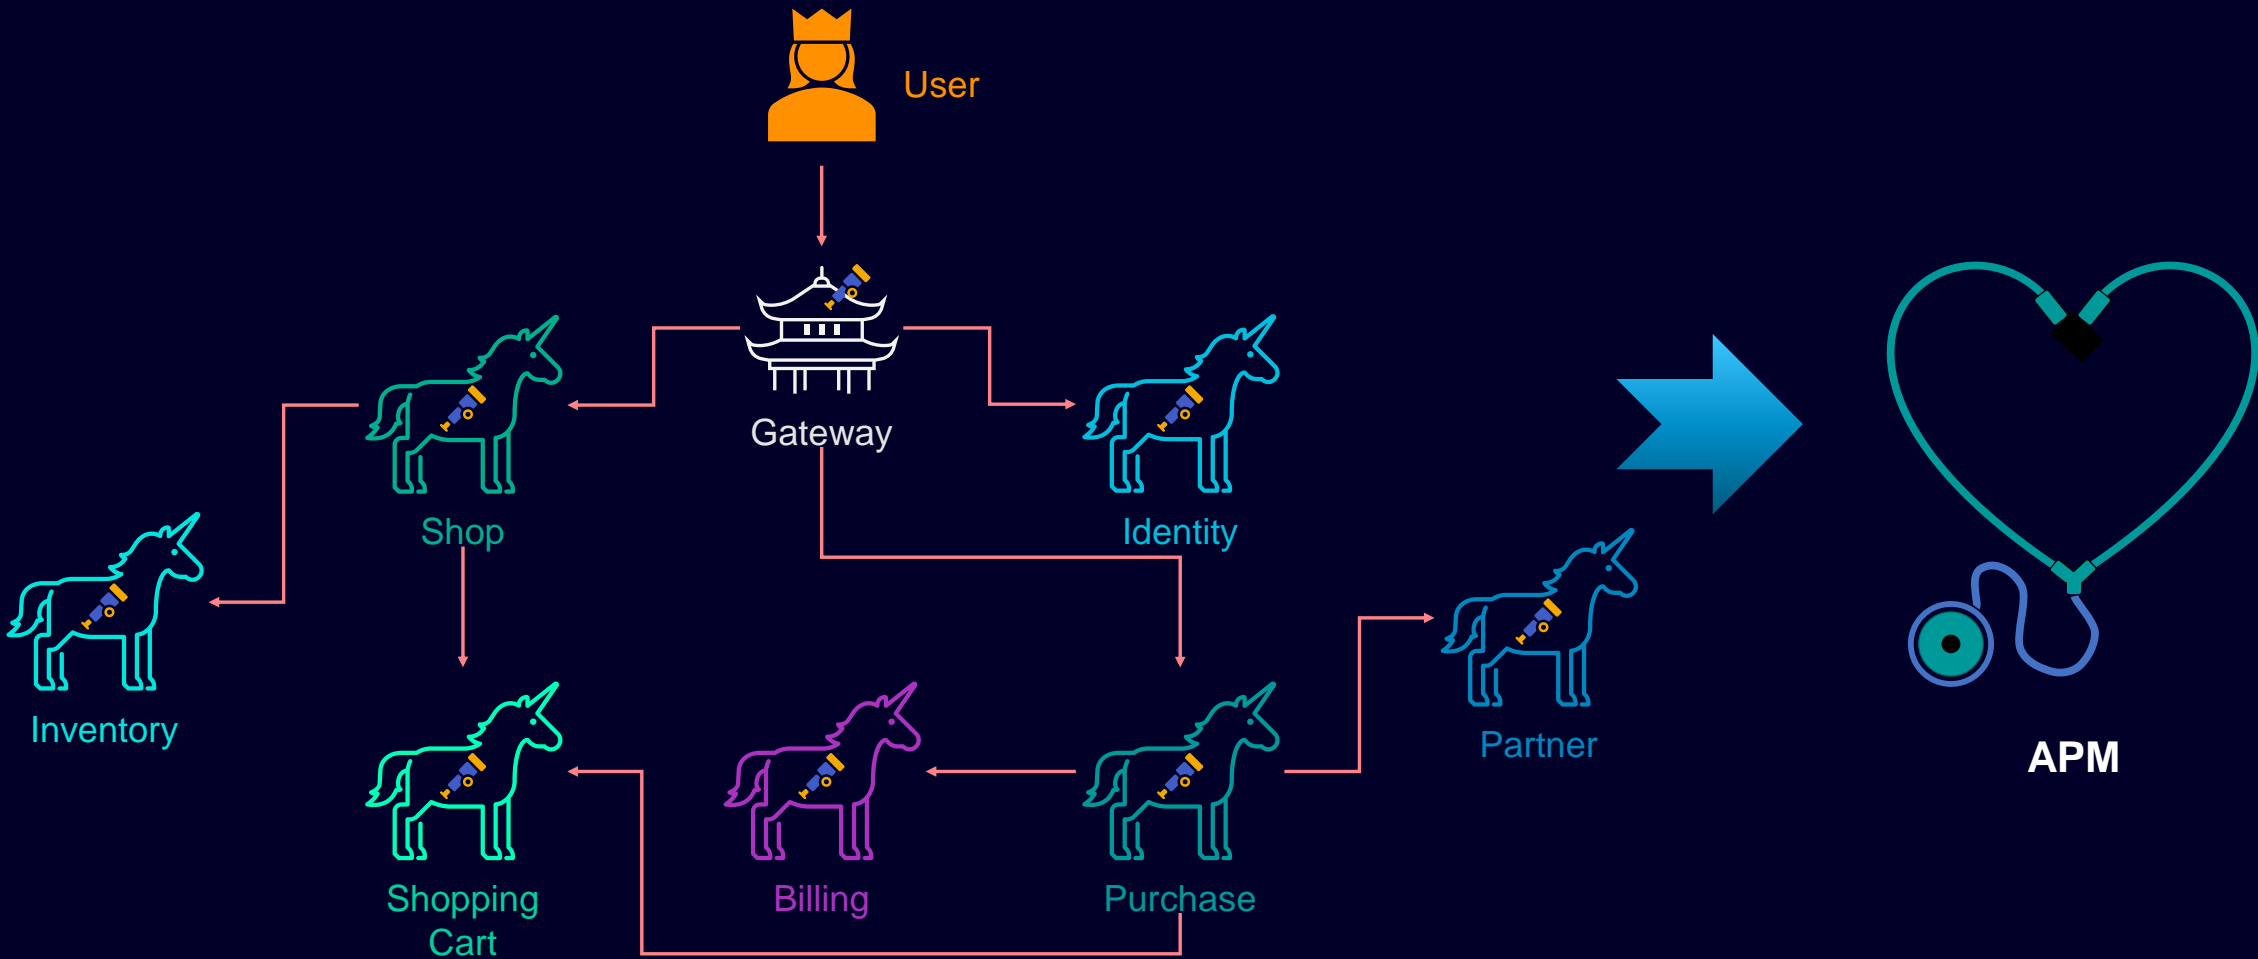 User
Gateway
Shop
Identity
Inventory
Partner
APM
Shopping
Cart
Billing
Purchase